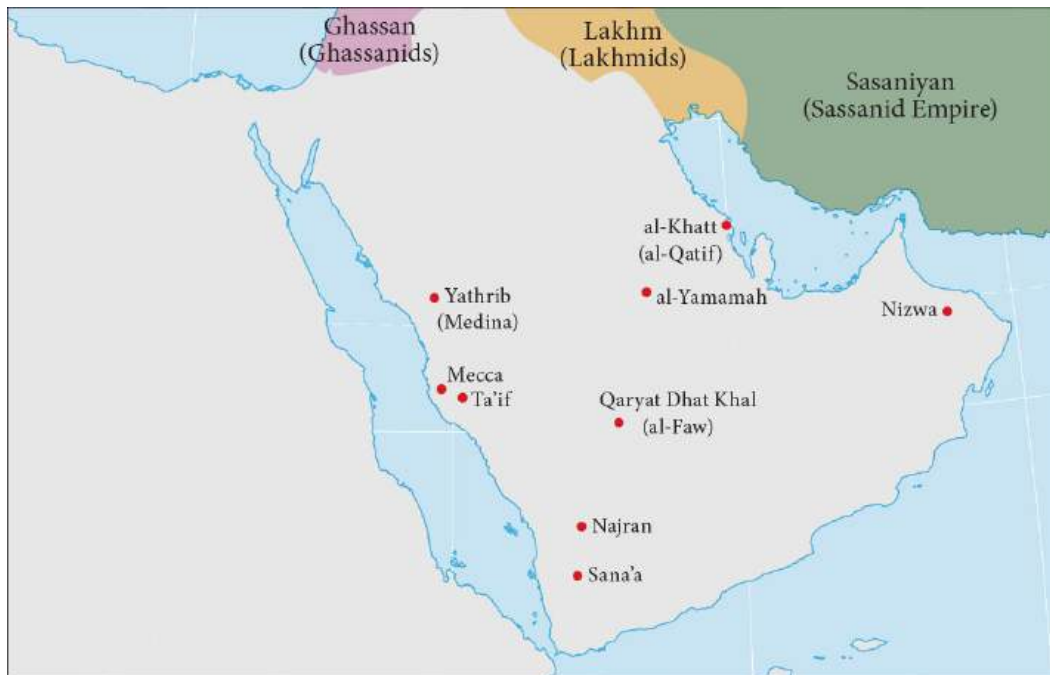 Ghassan
(Ghassanids)
Lakhm
(Lakhmids)
Sasaniyan
(Sassanid Empire)
al-Khatt
(al-Qatif)
Yathrib
(Medina)
al-Yamamah
Nizwa
Mecca
Ta'if
Qaryat Dhat Khal
(al-Faw)
Najran
Sana'a